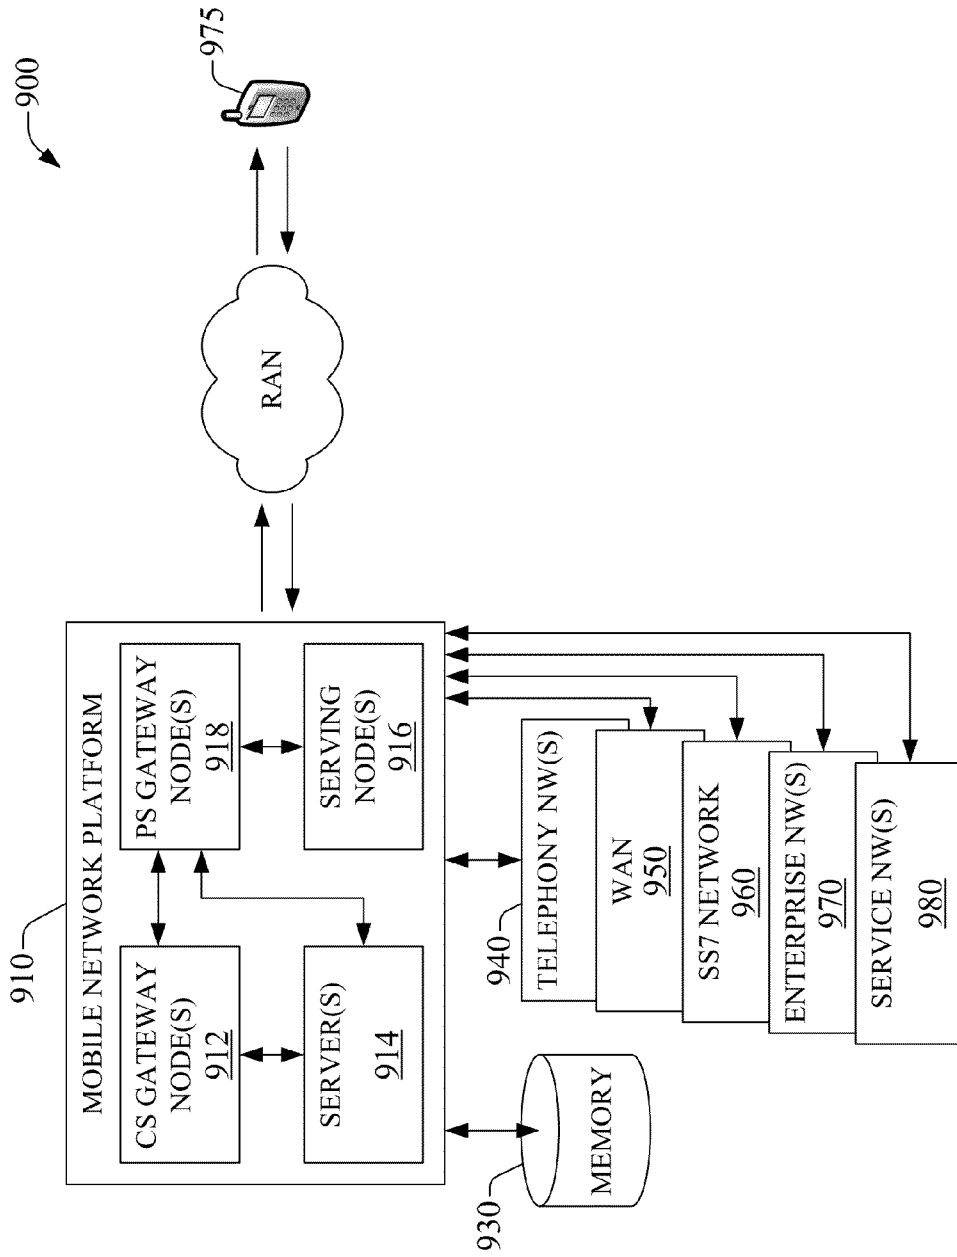 900
910
MOBILE NETWORK PLATFORM
CS GATEWAY
NODE(S)
912
PS GATEWAY
NODE(S)
918
SERVER(S)
914
SERVING
NODE(S)
916
RAN
975
930
MEMORY
940
TELEPHONY NW(S)
WAN
950
SS7 NETWORK
960
ENTERPRISE NW(S)
970
SERVICE NW(S)
980